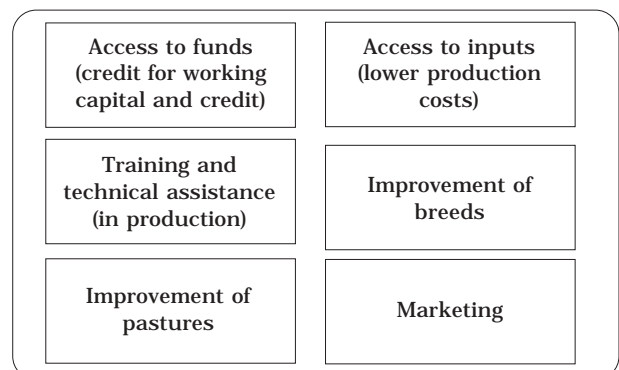 Access to funds
(credit for working
capital and credit)
Access to inputs
(lower production
costs)
Training and
technical assistance
(in production)
Improvement of
breeds
Improvement of
pastures
Marketing